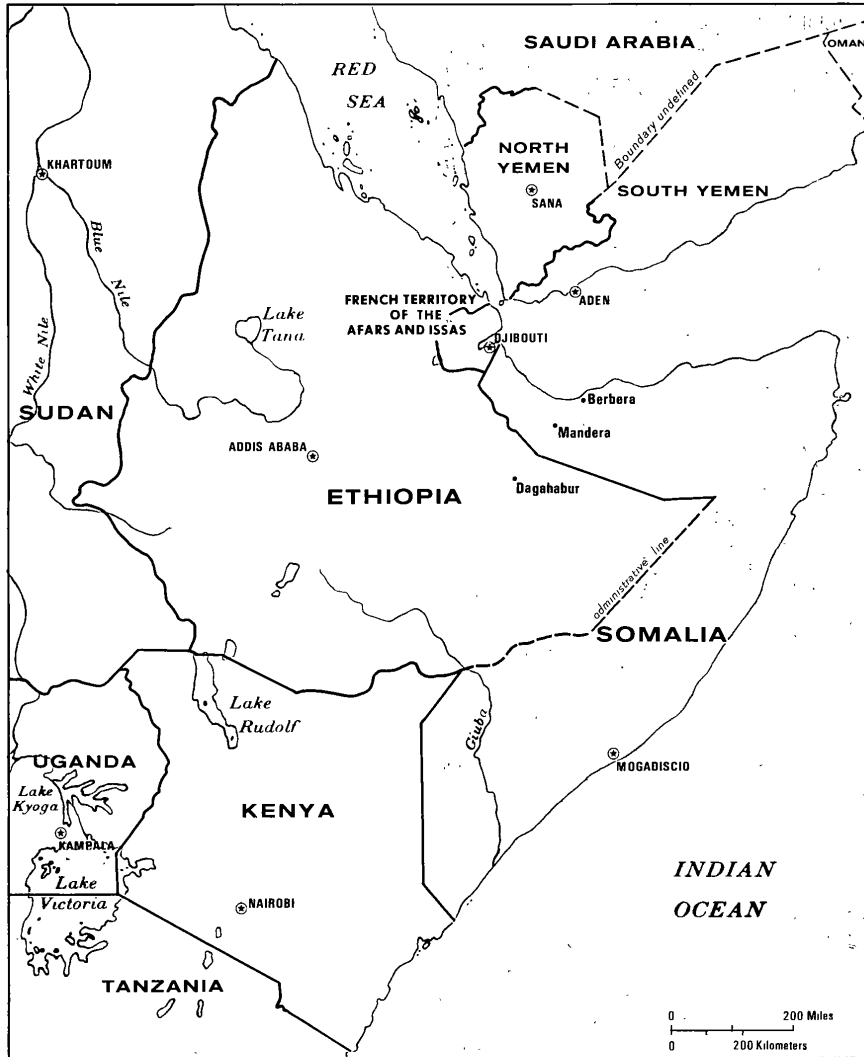 SAUDI ARABIA
OMAN
RED
SEA
Boundary undefined
NORTH
YEMEN
KHARTOUM
SANA
SOUTH YEMEN
Blue
Nile
FRENCH TERRITORY
OF THE
AFARS AND ISSAS
ADEN
Lake
Tana
DJIBOUTI
White Nile
SUDAN
Berbera
Mandera
ADDIS ABABA
ETHIOPIA
Dagahabur
administrative line
SOMALIA
Lake
Rudolf
Giuba
UGANDA
MOGADISCIO
Lake
Kyoga
KENYA
KAMPALA
Lake
Victoria
INDIAN
OCEAN
NAIROBI
TANZANIA
0 200 Miles
0 200 Kilometers